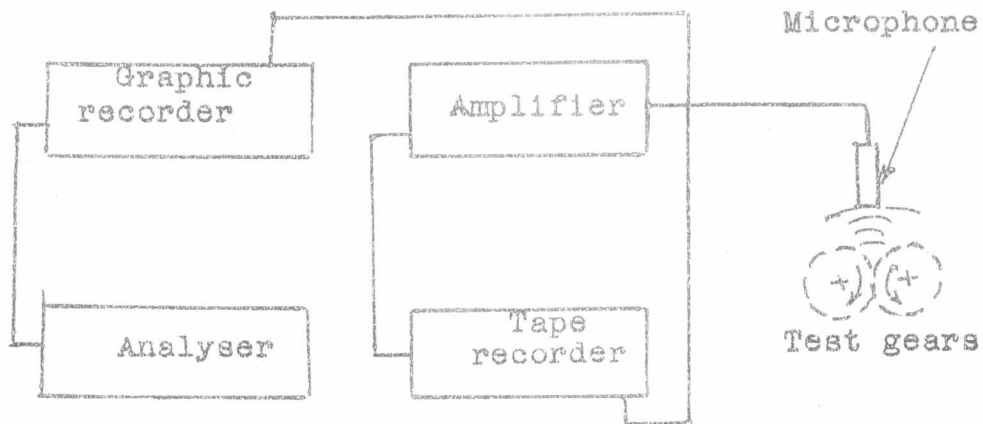 Microphone
Graphic
recorder
Amplifier
Analyser
Tape
recorder
Test gears